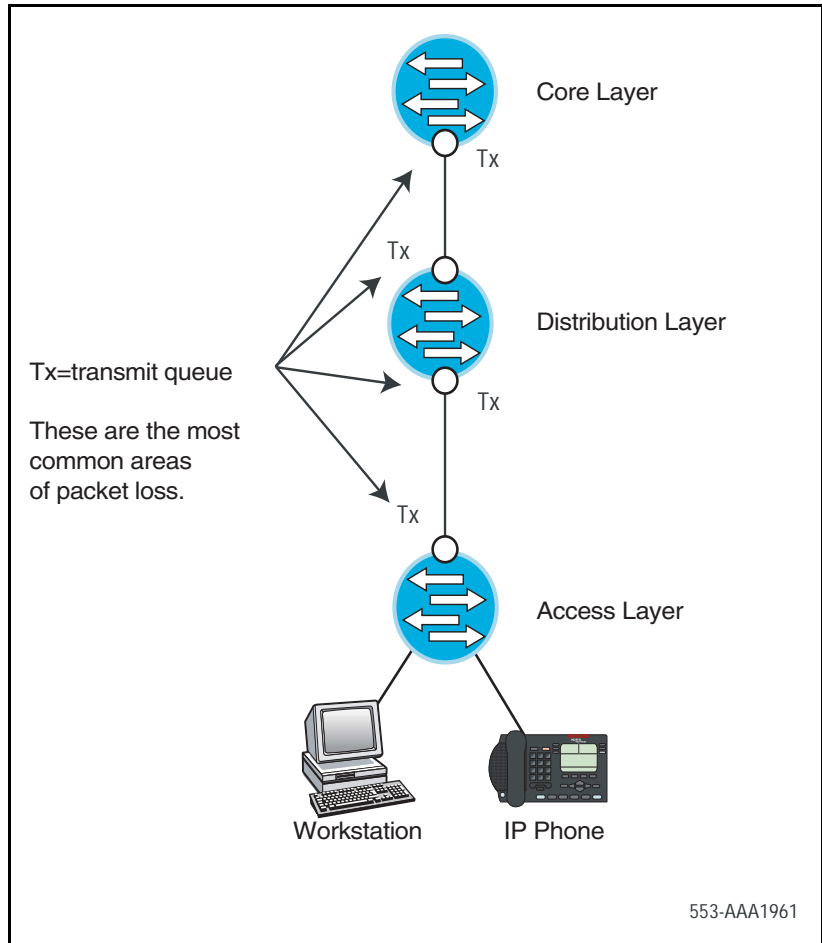 Core Layer
Tx
Tx
Distribution Layer
Tx=transmit queue
Tx
These are the most
common areas
of packet loss.
Tx
Access Layer
Workstation
IP Phone
553-AAA1961